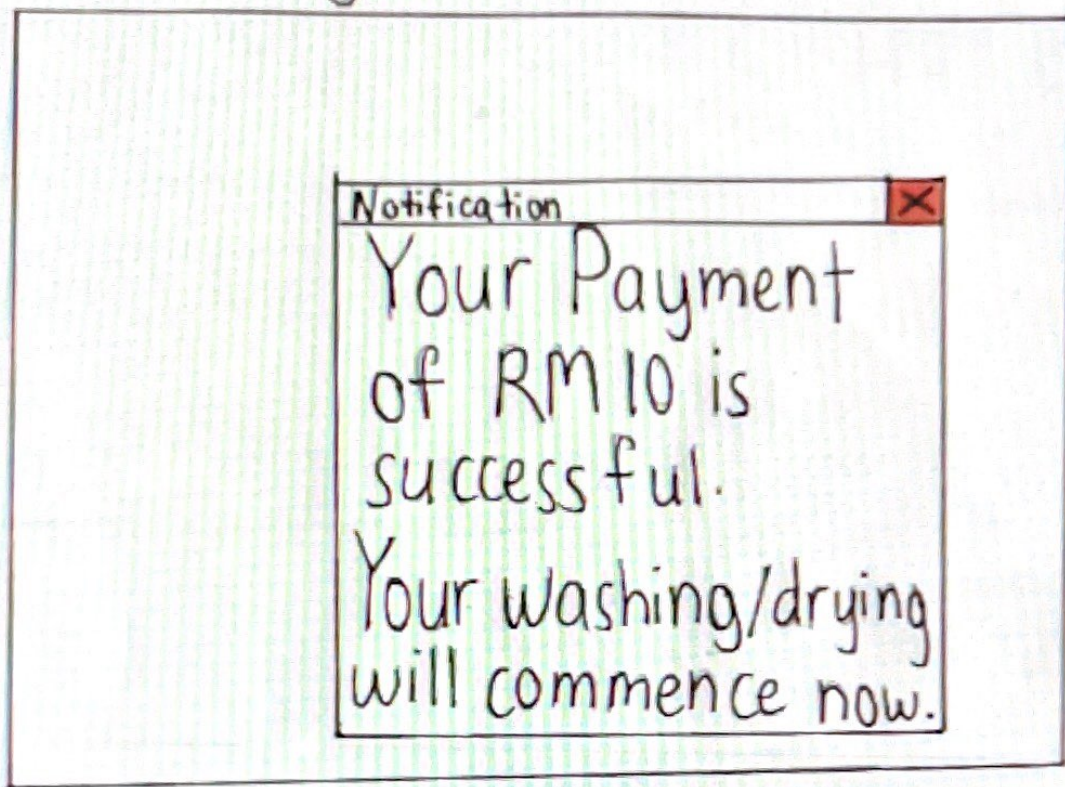 Notification
Your Payment
of RM 10 is
successful.
Your washing/drying
will commence now.